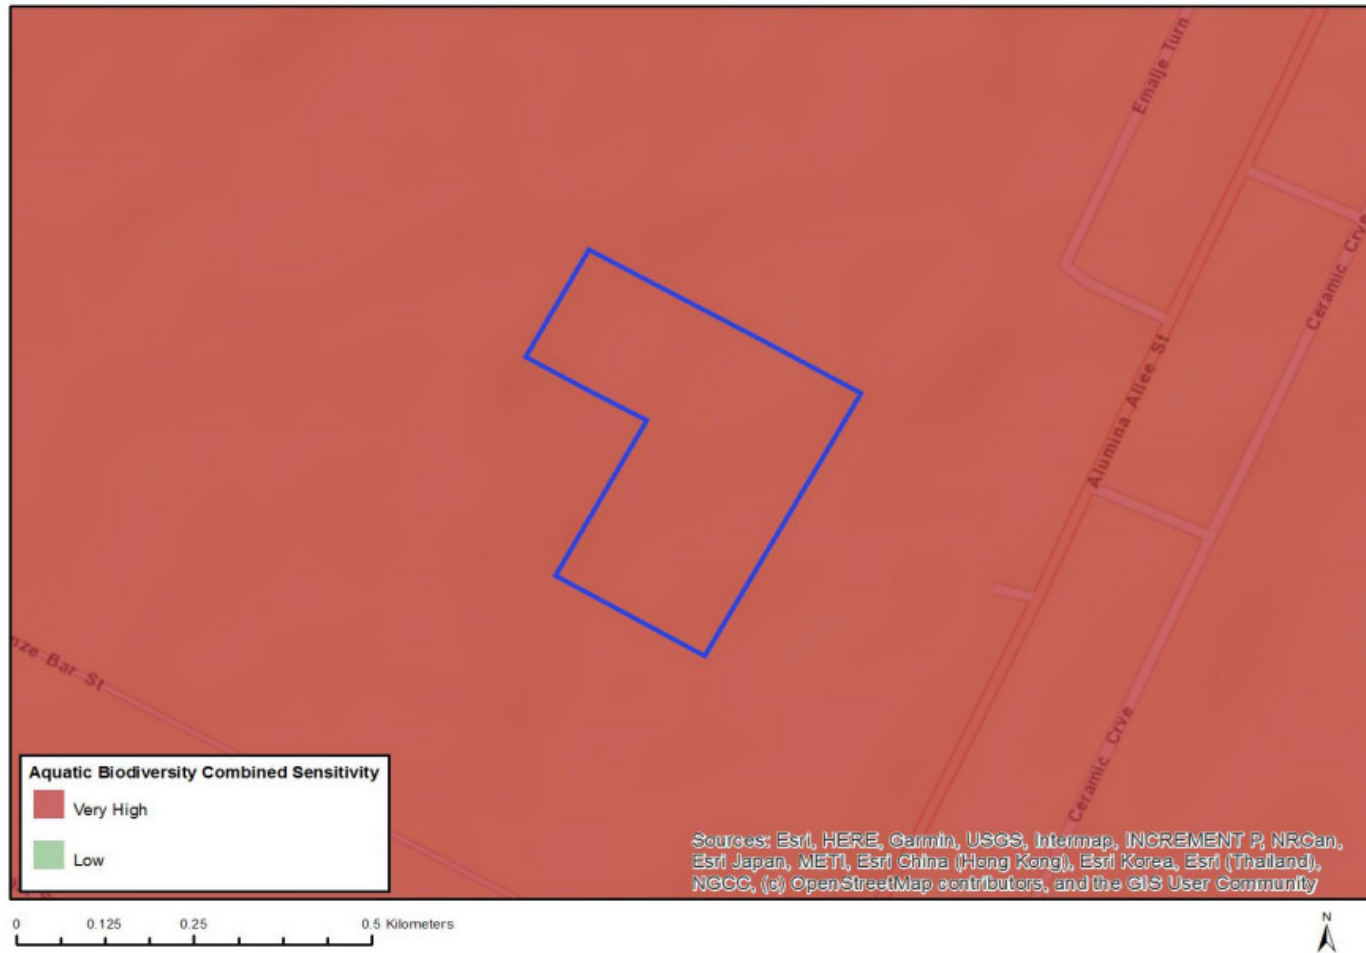 Emalje Turn
Ceramic Crve
Alumina Allee St
nze Bar St
Ceramic Crve
Aquatic Biodiversity Combined Sensitivity
Very High
Low
Sources: Esri, HERE, Garmin, USGS, Intermap, INCREMENT P, NRCan,
Esri Japan, METI, Esri China (Hong Kong), Esri Korea, Esri (Thailand),
NGCC, (c) OpenStreetMap contributors, and the GIS User Community
0 0.125 0.25 0.5 Kilometers
N